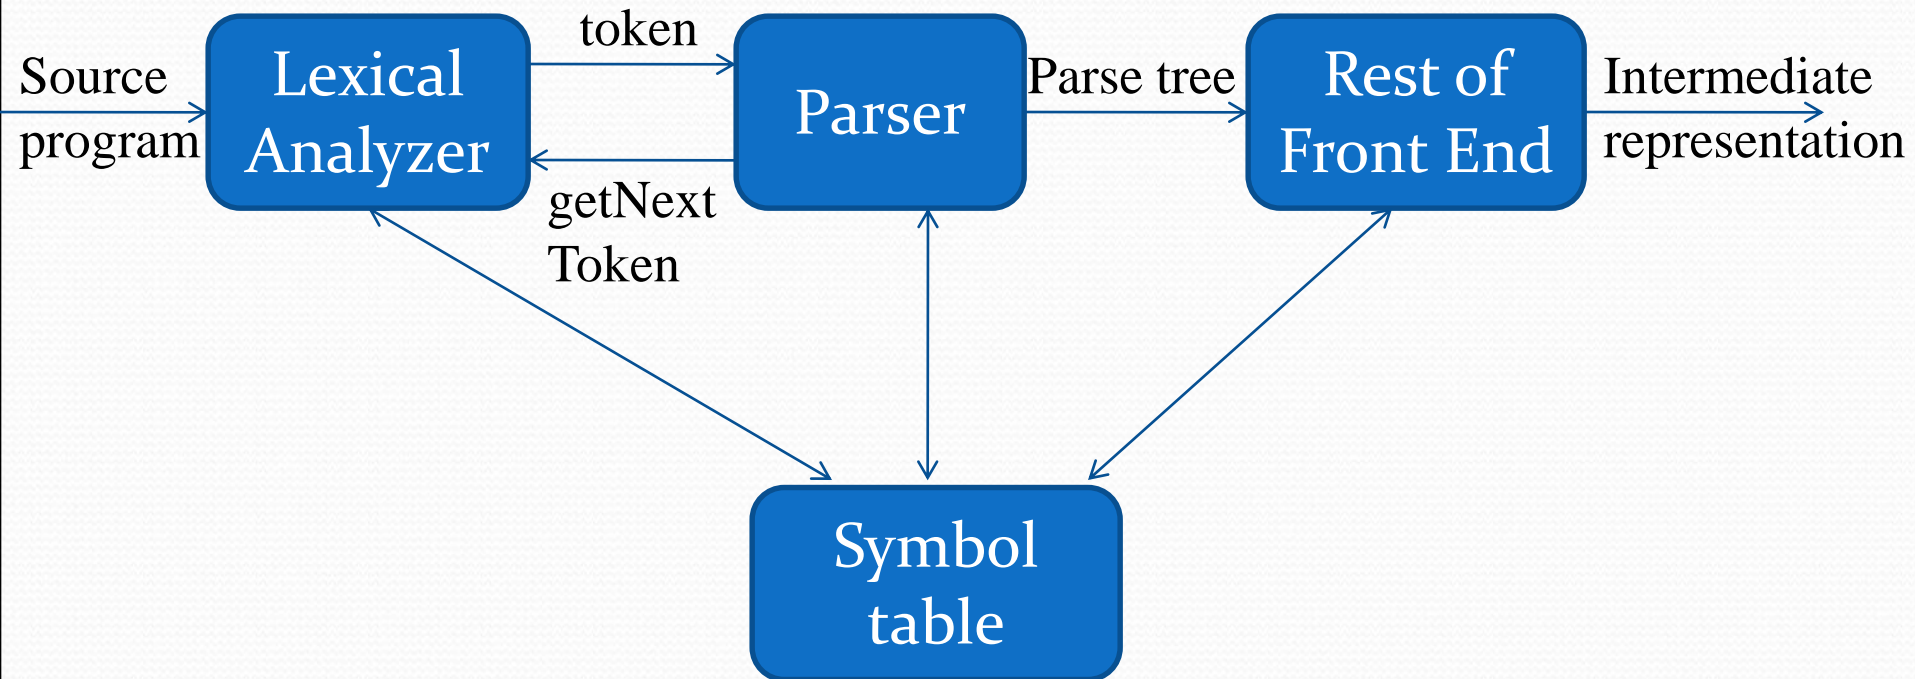 Source
program
Lexical
Analyzer
token
getNext
Token
Parser
Parse tree
Rest of
Front End
Intermediate
representation
Symbol
table